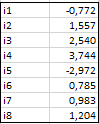 i1 -0,772
i2 1,557
i3 2,540
i4 3,744
i5 -2,972
i6 0,785
i7 0,983
i8 1,204